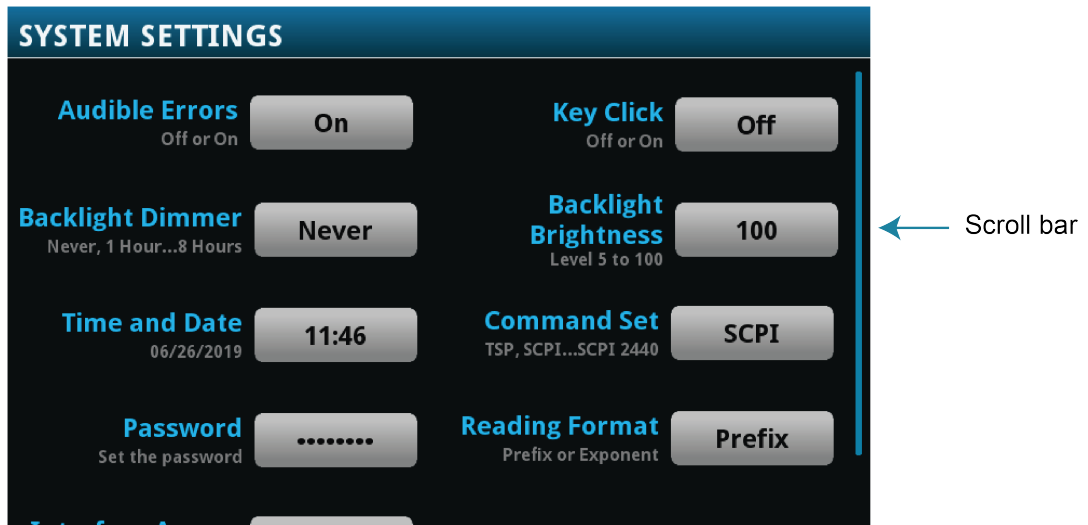 SYSTEM SETTINGS
Audible Errors
Off or On
On
Key Click
Off or On
Off
Backlight Dimmer
Never, 1 Hour...8 Hours
Never
Backlight
Brightness
Level 5 to 100
100
Scroll bar
Time and Date
06/26/2019
11:46
Command Set
TSP, SCPI...SCPI 2440
SCPI
Password
Set the password
••••••••
Reading Format
Prefix or Exponent
Prefix